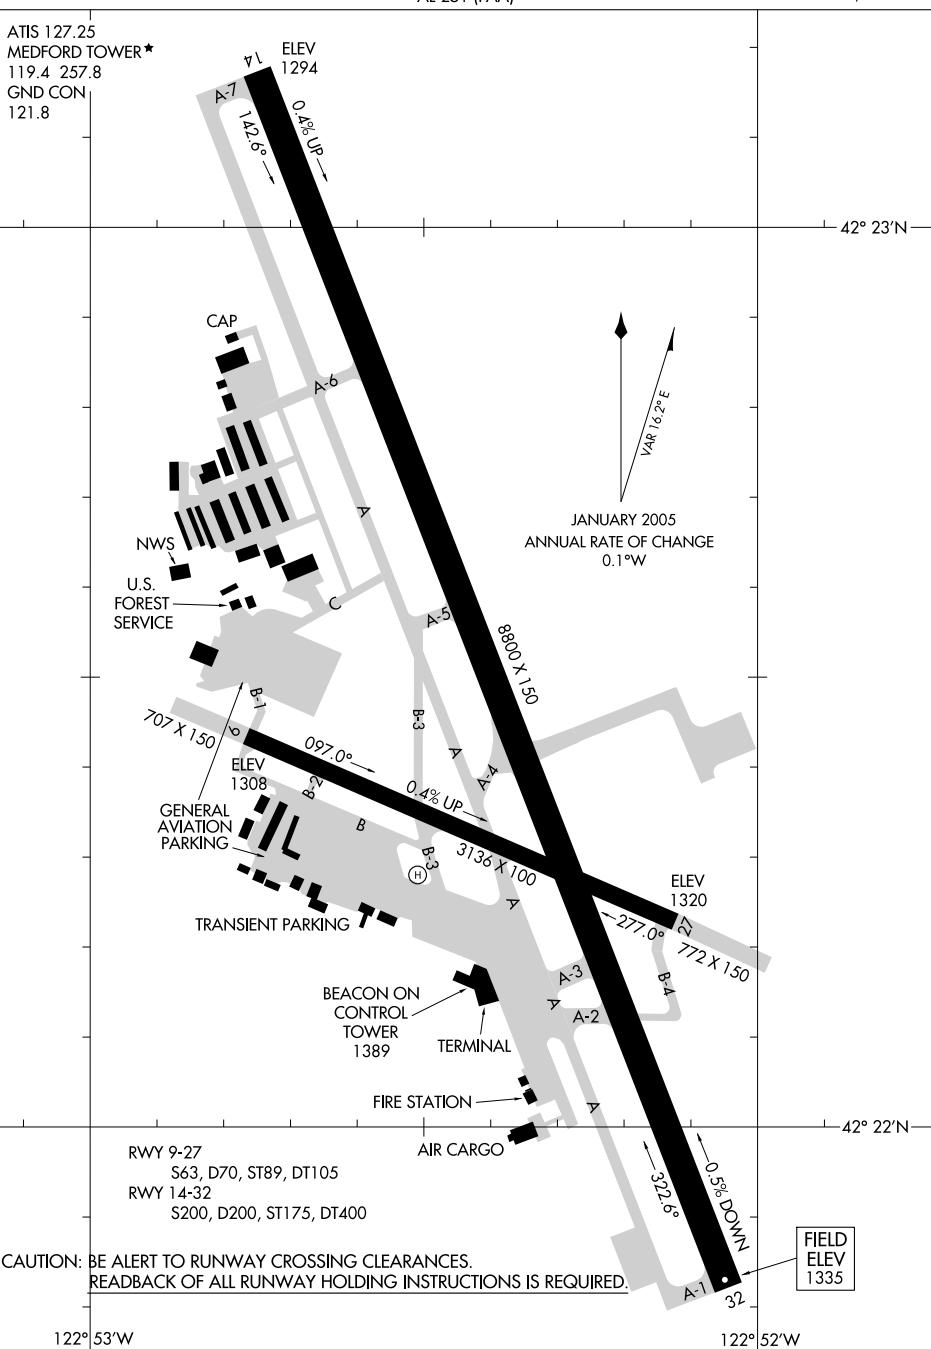 AL-251 (FAA)
ATIS 127.25
MEDFORD TOWER★
119.4 257.8
GND CON
121.8
14
ELEV
1294
A-7
142.6°
0.4% UP
42° 23'N
CAP
A-6
VAR 16.2° E
JANUARY 2005
ANNUAL RATE OF CHANGE
0.1°W
A
NWS
U.S.
FOREST
SERVICE
C
A-5
8800 X 150
B-1
B-3
707 X 150
9
097.0°
A
A-4
ELEV
1308
B-2
0.4% UP
GENERAL
AVIATION
PARKING
B
B-3
3136 X 100
H
ELEV
1320
A
27
277.0°
772 X 150
TRANSIENT PARKING
A-3
B-4
BEACON ON
CONTROL
TOWER
1389
A
A-2
TERMINAL
FIRE STATION
A
AIR CARGO
42° 22'N
RWY 9-27
S63, D70, ST89, DT105
RWY 14-32
S200, D200, ST175, DT400
322.6°
0.5% DOWN
FIELD
ELEV
1335
CAUTION: BE ALERT TO RUNWAY CROSSING CLEARANCES.
READBACK OF ALL RUNWAY HOLDING INSTRUCTIONS IS REQUIRED.
A-1
32
122° 53'W
122° 52'W